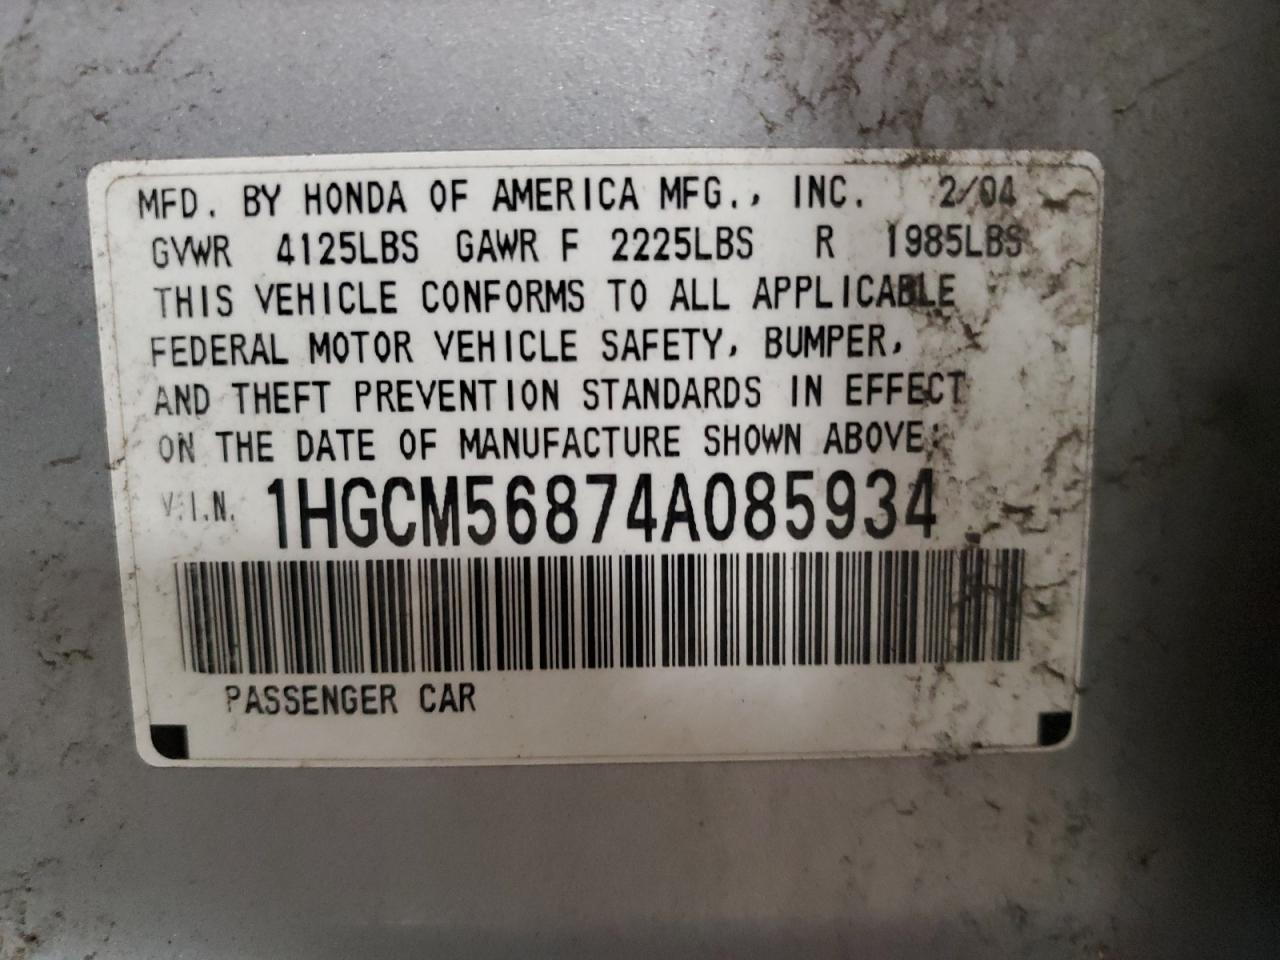 MFD. BY HONDA OF AMERICA MFG., INC. 2/04
GVWR 4125LBS GAWR F 2225LBS R 1985LBS
THIS VEHICLE CONFORMS TO ALL APPLICABLE
FEDERAL MOTOR VEHICLE SAFETY, BUMPER,
AND THEFT PREVENTION STANDARDS IN EFFECT
ON THE DATE OF MANUFACTURE SHOWN ABOVE.
V.I.N. 1HGCM56874A085934
PASSENGER CAR